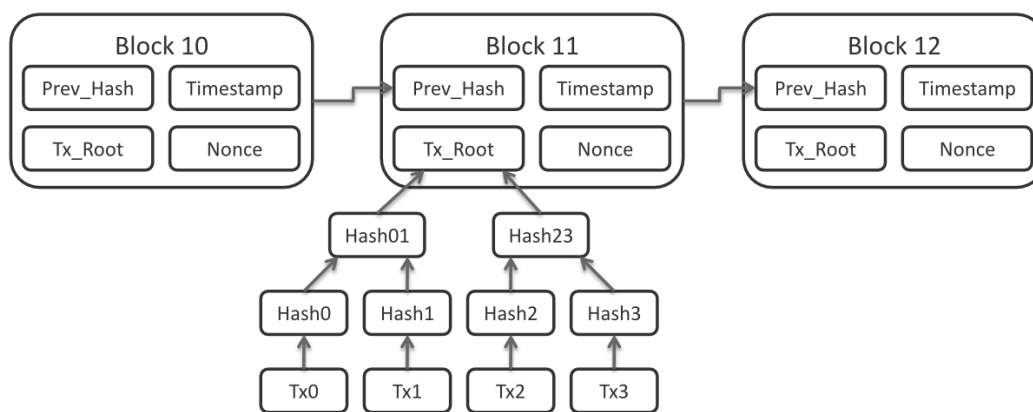 Block 10
Block 11
Block 12
Prev_Hash
Timestamp
Prev_Hash
Timestamp
Prev_Hash
Timestamp
Tx_Root
Nonce
Tx_Root
Nonce
Tx_Root
Nonce
Hash01
Hash23
Hash0
Hash1
Hash2
Hash3
Tx0
Tx1
Tx2
Tx3